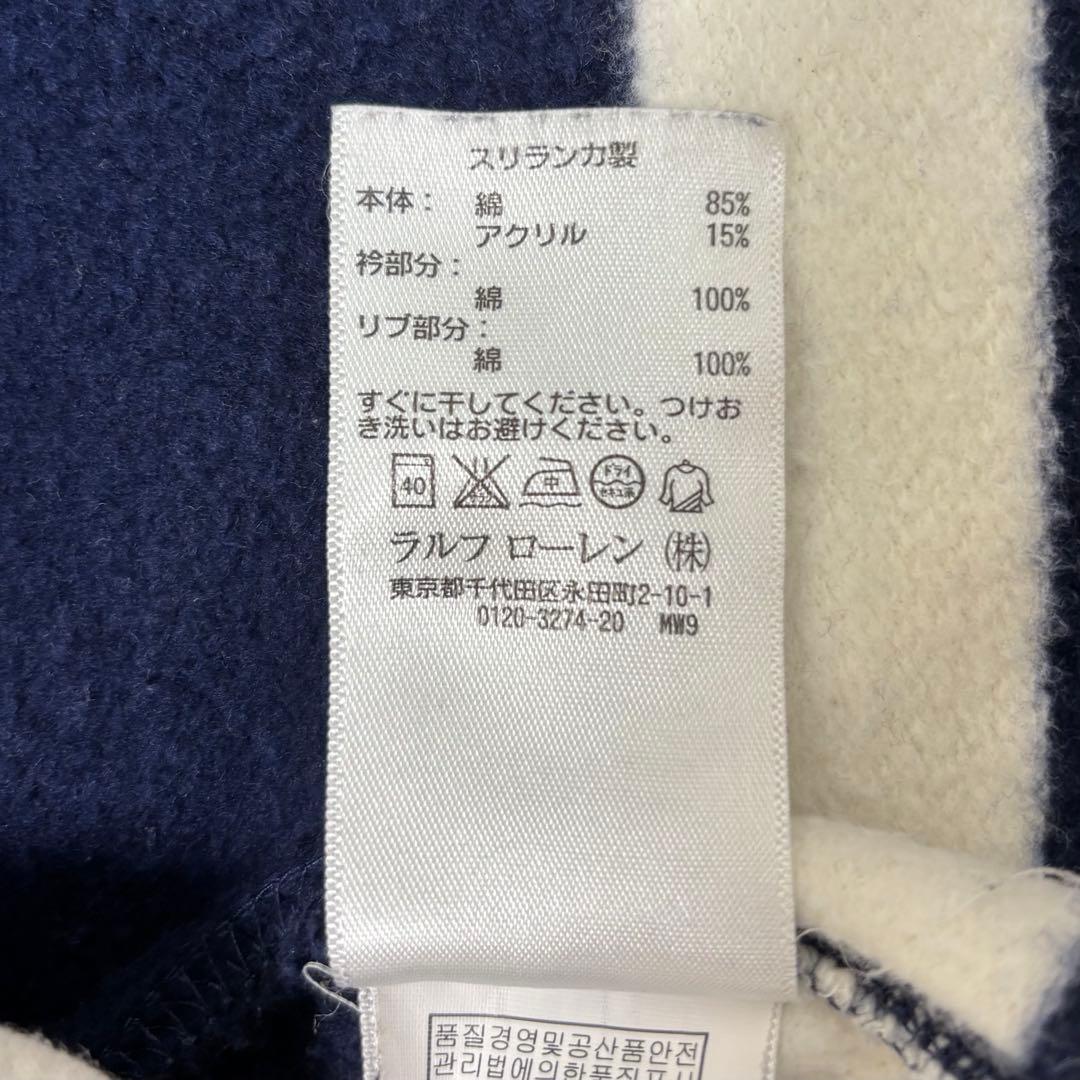 スリランカ製
本体： 綿 85%
アクリル 15%
衿部分：
綿 100%
リブ部分：
綿 100%
すぐに干してください。つけお
き洗いはお避けください。
40 中 ドライ セキユ系
ラルフ ローレン（株）
東京都千代田区永田町2-10-1
0120-3274-20 MW9
품질경영및공산품안전
관리법에의한품질표시